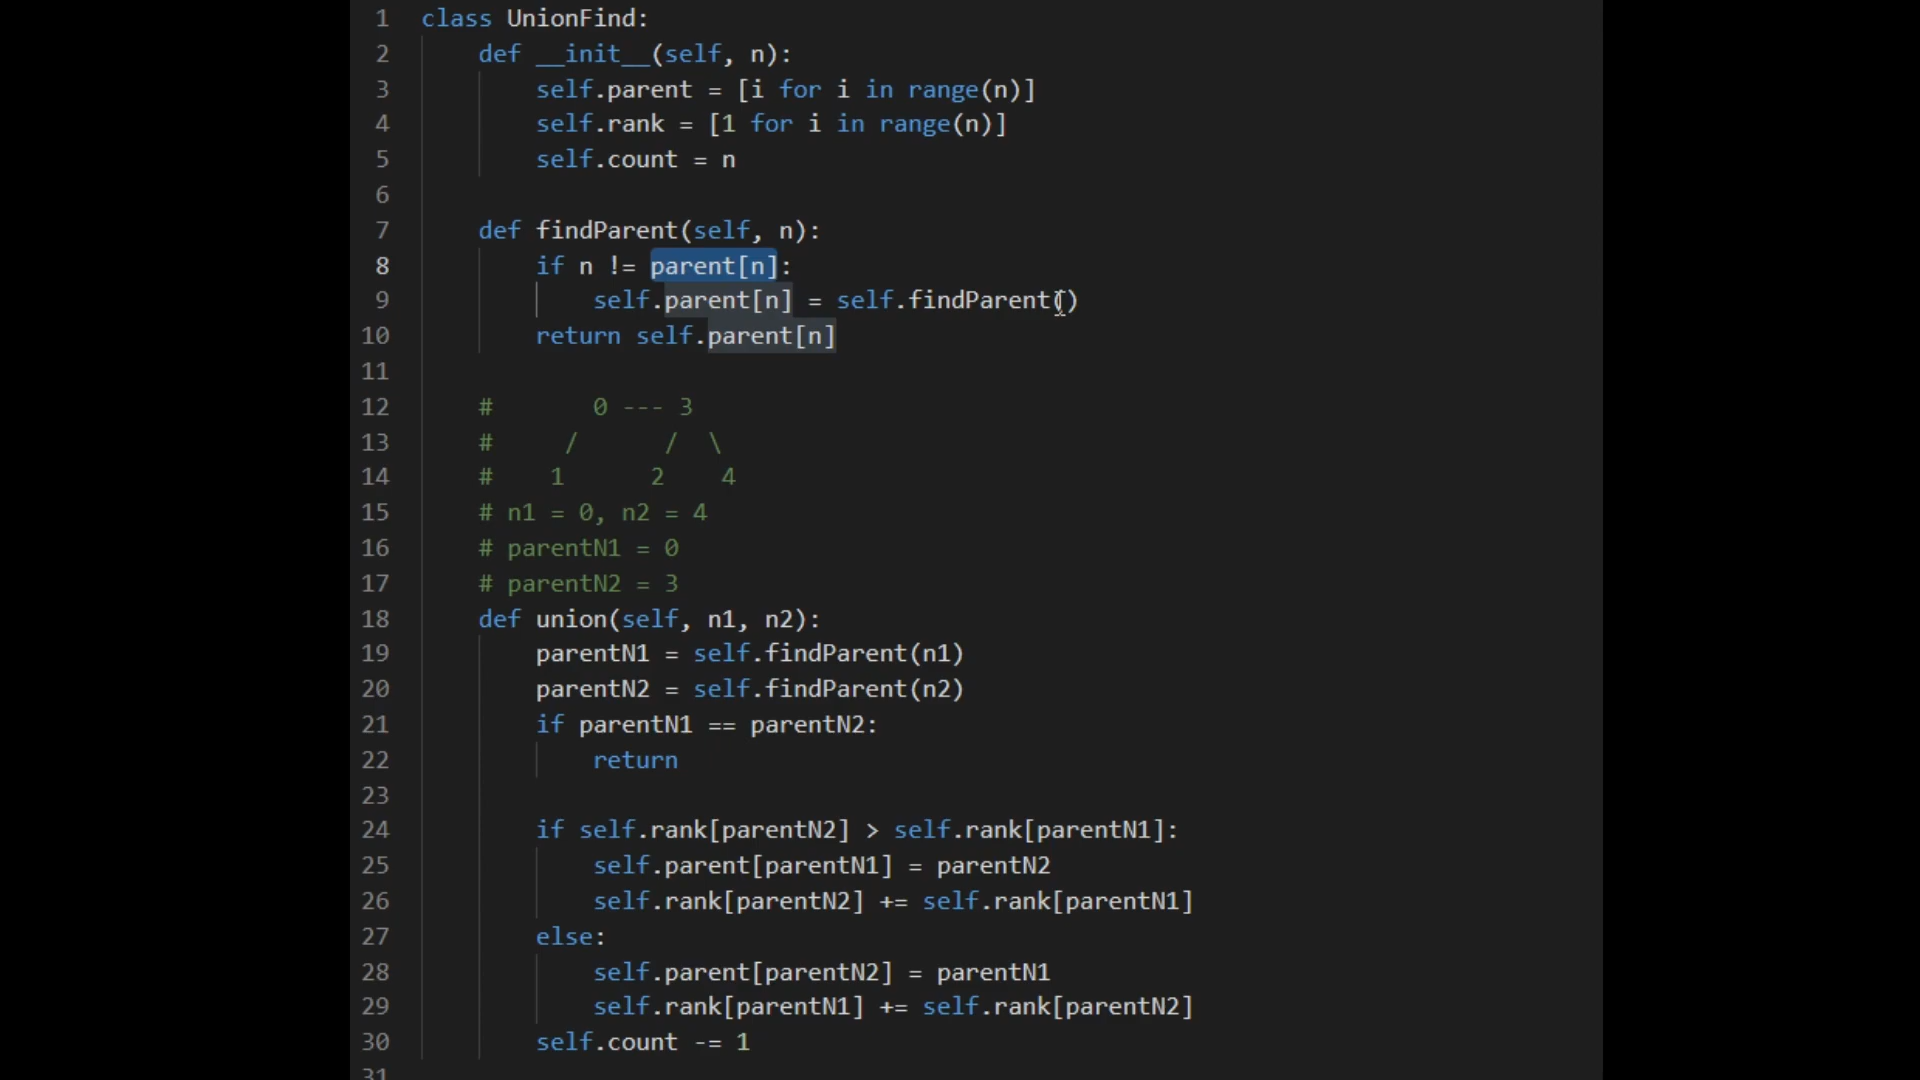 1 class UnionFind:
2     def __init__(self, n):
3         self.parent = [i for i in range(n)]
4         self.rank = [1 for i in range(n)]
5         self.count = n
6
7     def findParent(self, n):
8         if n != parent[n]:
9             self.parent[n] = self.findParent()
10         return self.parent[n]
11
12     #       0 --- 3
13     #     /      /  \
14     #    1      2    4
15     # n1 = 0, n2 = 4
16     # parentN1 = 0
17     # parentN2 = 3
18     def union(self, n1, n2):
19         parentN1 = self.findParent(n1)
20         parentN2 = self.findParent(n2)
21         if parentN1 == parentN2:
22             return
23
24         if self.rank[parentN2] > self.rank[parentN1]:
25             self.parent[parentN1] = parentN2
26             self.rank[parentN2] += self.rank[parentN1]
27         else:
28             self.parent[parentN2] = parentN1
29             self.rank[parentN1] += self.rank[parentN2]
30         self.count -= 1
31